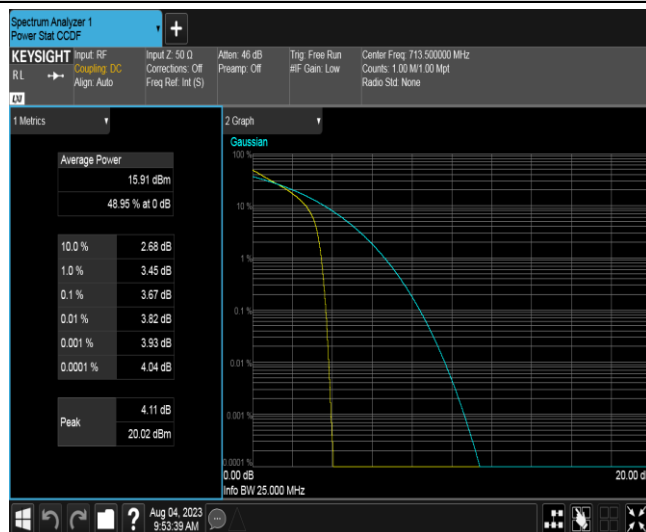 Spectrum Analyzer 1
Power Stat CCDF
+
KEYSIGHT
RL
LXI
Input: RF
Coupling: DC
Align: Auto
Input Z: 50 Ω
Corrections: Off
Freq Ref: Int (S)
Atten: 46 dB
Preamp: Off
Trig: Free Run
#IF Gain: Low
Center Freq: 713.500000 MHz
Counts: 1.00 M/1.00 Mpt
Radio Std: None
1 Metrics
Average Power
15.91 dBm
48.95 % at 0 dB
10.0 % 2.68 dB
1.0 % 3.45 dB
0.1 % 3.67 dB
0.01 % 3.82 dB
0.001 % 3.93 dB
0.0001 % 4.04 dB
Peak
4.11 dB
20.02 dBm
2 Graph
Gaussian
100 %
10 %
1 %
0.1 %
0.01 %
0.001 %
0.0001 %
0.00 dB
20.00 d
Info BW 25.000 MHz
?
Aug 04, 2023
9:53:39 AM